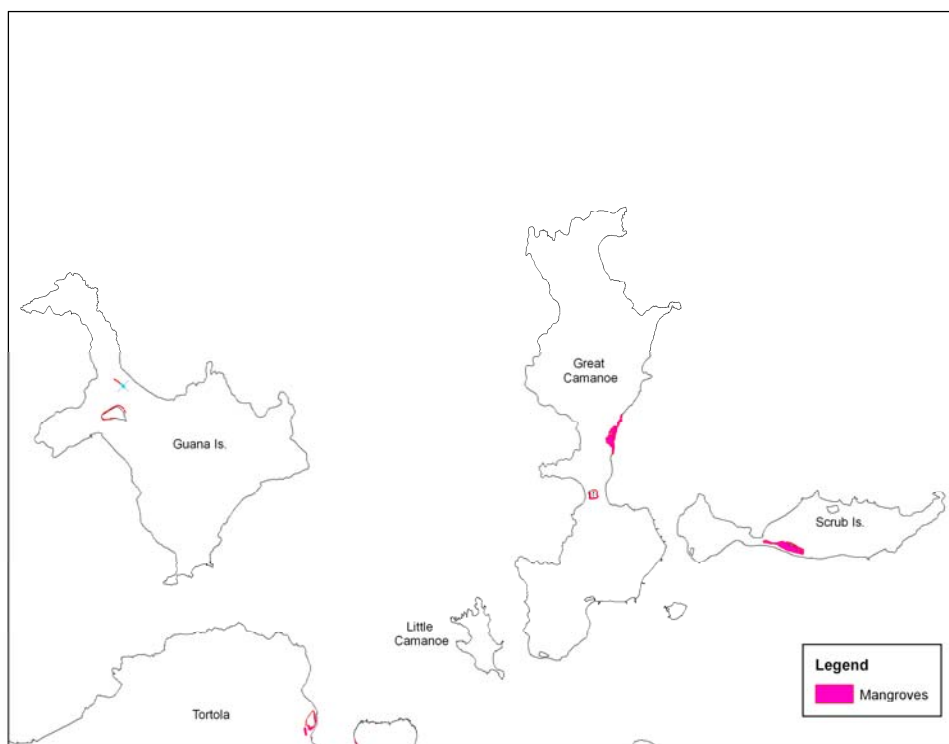 Great
Camanoe
Guana Is.
Scrub Is.
Little
Camanoe
Tortola
Legend
Mangroves